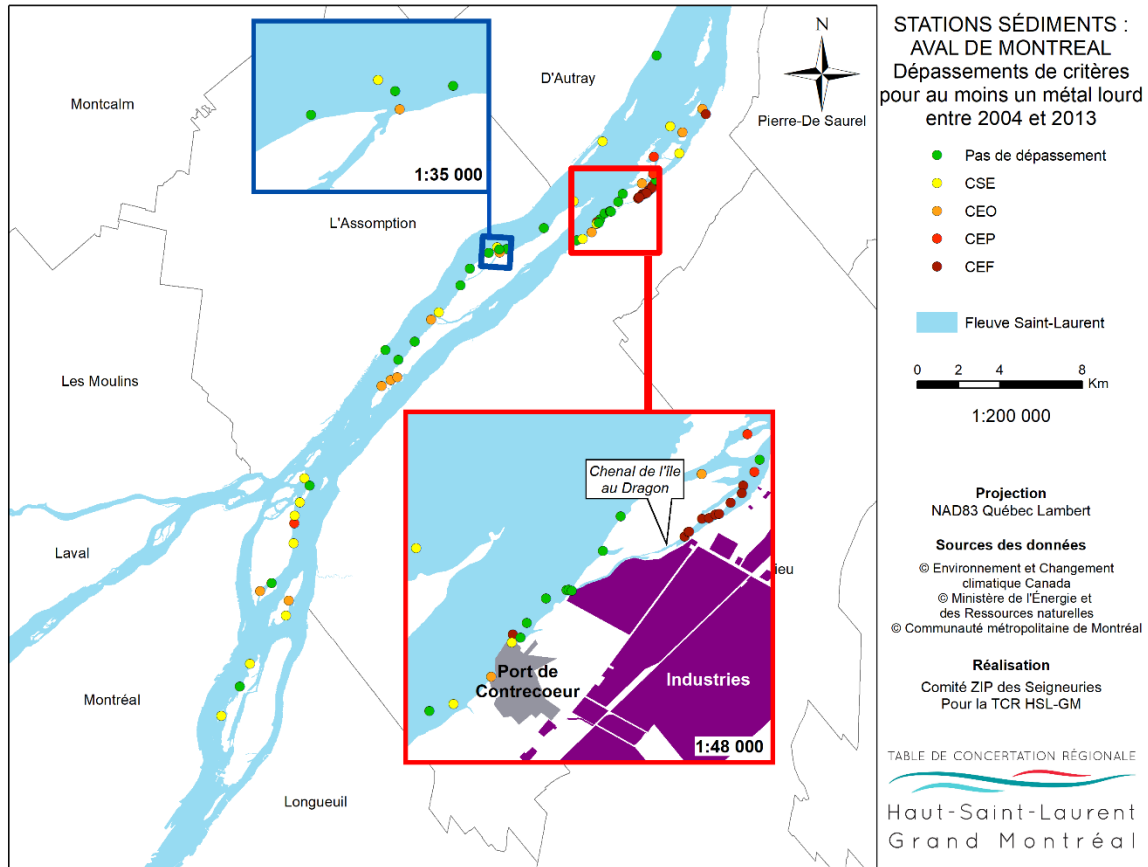 STATIONS SÉDIMENTS :
AVAL DE MONTREAL
Dépassements de critères
pour au moins un métal lourd
entre 2004 et 2013
Pas de dépassement
CSE
CEO
CEP
CEF
Fleuve Saint-Laurent
0 2 4 8
Km
1:200 000
Projection
NAD83 Québec Lambert
Sources des données
© Environnement et Changement
climatique Canada
© Ministère de l'Énergie et
des Ressources naturelles
© Communauté métropolitaine de Montréal
Réalisation
Comité ZIP des Seigneuries
Pour la TCR HSL-GM
TABLE DE CONCERTATION RÉGIONALE
Haut-Saint-Laurent
Grand Montréal
N
Montcalm
D'Autray
Pierre-De Saurel
1:35 000
L'Assomption
Les Moulins
Laval
Montréal
Longueuil
Chenal de l'île
au Dragon
ieu
Port de
Contrecoeur
Industries
1:48 000